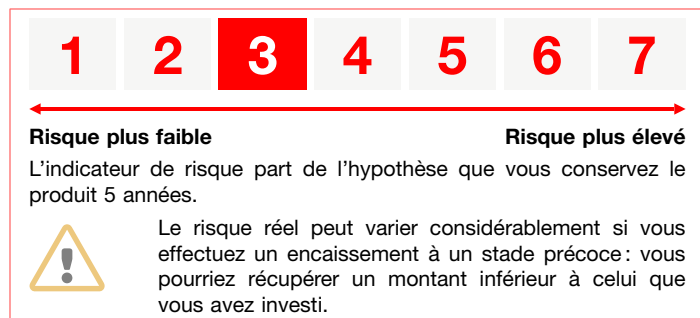 1 2 3 4 5 6 7
Risque plus faible Risque plus élevé
L'indicateur de risque part de l'hypothèse que vous conservez le
produit 5 années.
Le risque réel peut varier considérablement si vous
effectuez un encaissement à un stade précoce : vous
pourriez récupérer un montant inférieur à celui que
vous avez investi.